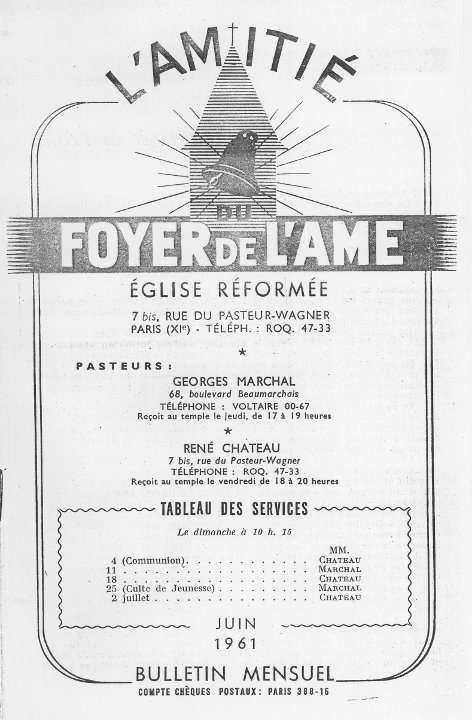 L'AMITIÉ
DU
FOYER DE L'AME
ÉGLISE RÉFORMÉE
7 bis, RUE DU PASTEUR-WAGNER
PARIS (XIe) - TÉLÉPH. : ROQ. 47-33
★
PASTEURS :
GEORGES MARCHAL
68, boulevard Beaumarchais
TÉLÉPHONE : VOLTAIRE 00-67
Reçoit au temple le jeudi, de 17 à 19 heures
★
RENÉ CHATEAU
7 bis, rue du Pasteur-Wagner
TÉLÉPHONE : ROQ. 47-33
Reçoit au temple le vendredi de 18 à 20 heures
TABLEAU DES SERVICES
Le dimanche à 10 h. 15
MM.
4 (Communion). . . . . . . . . . . CHATEAU
11 . . . . . . . . . . . . . . . . MARCHAL
18 . . . . . . . . . . . . . . . . CHATEAU
25 (Culte de Jeunesse) . . . . . . . . MARCHAL
2 juillet . . . . . . . . . . . . . CHATEAU
JUIN
1961
BULLETIN MENSUEL
COMPTE CHÈQUES POSTAUX : PARIS 388-15